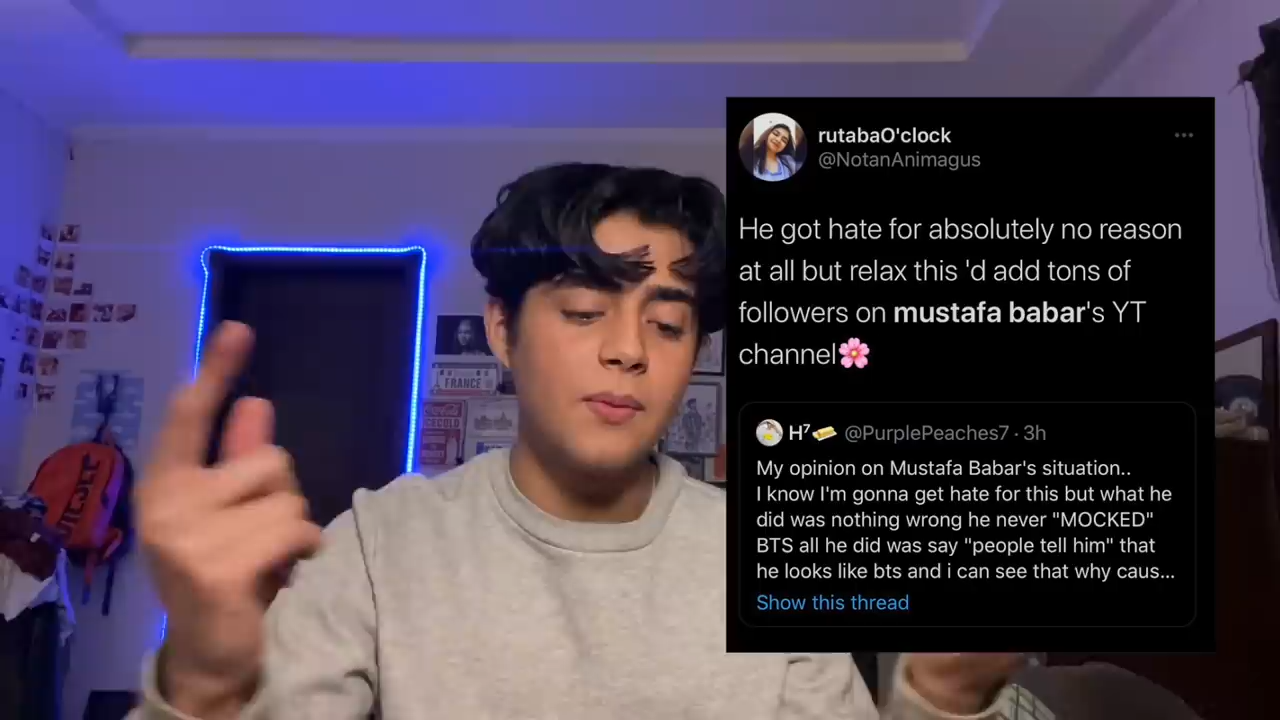 rutabaO'clock
@NotanAnimagus
He got hate for absolutely no reason
at all but relax this 'd add tons of
followers on mustafa babar's YT
channel🌸
H⁷ @PurplePeaches7 · 3h
My opinion on Mustafa Babar's situation..
I know I'm gonna get hate for this but what he
did was nothing wrong he never "MOCKED"
BTS all he did was say "people tell him" that
he looks like bts and i can see that why caus...
Show this thread
FRANCE
DIESEL